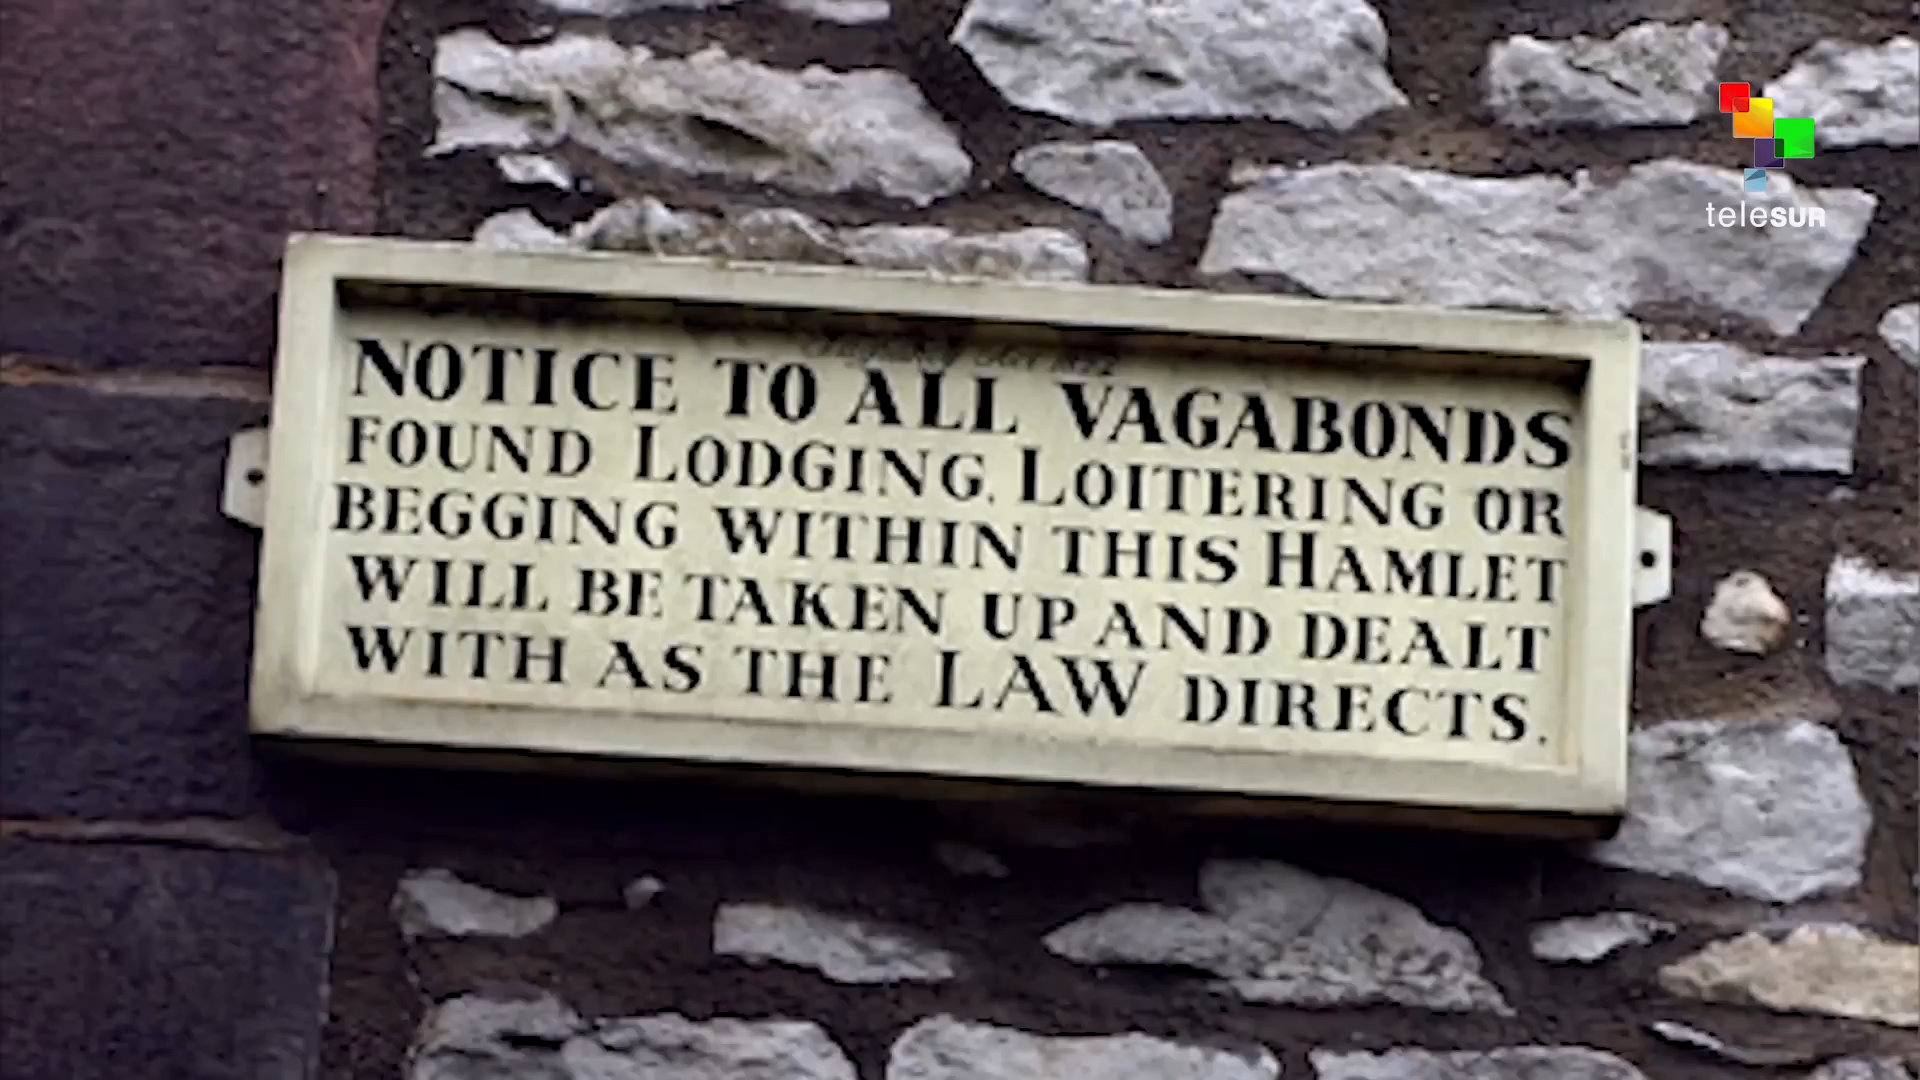 telesur
NOTICE TO ALL VAGABONDS
FOUND LODGING, LOITERING OR
BEGGING WITHIN THIS HAMLET
WILL BE TAKEN UP AND DEALT
WITH AS THE LAW DIRECTS.